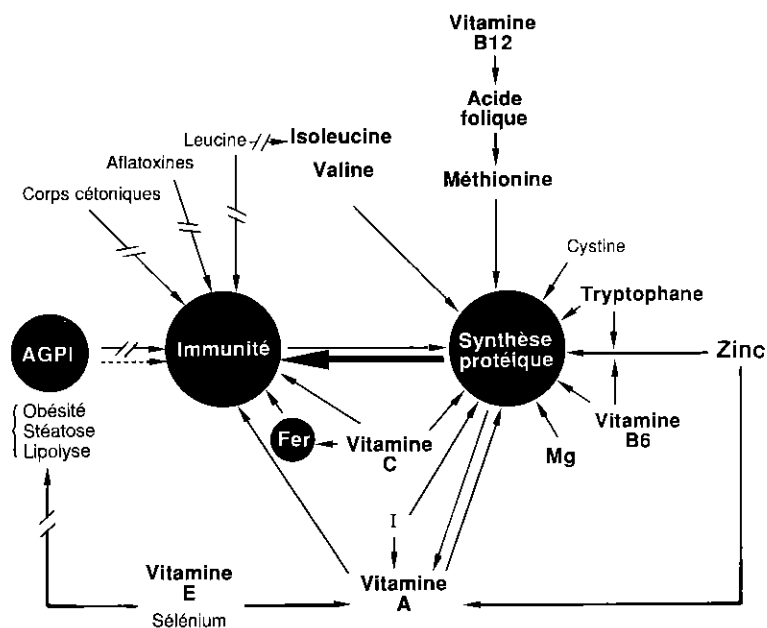 Vitamine
B12
Acide
folique
Leucine
Isoleucine
Aflatoxines
Valine
Méthionine
Corps cétoniques
Cystine
Tryptophane
AGPI
Immunité
Synthèse
protéique
Zinc
Obésité
Stéatose
Lipolyse
Fer
Vitamine
C
Vitamine
B6
Mg
I
Vitamine
E
Sélénium
Vitamine
A